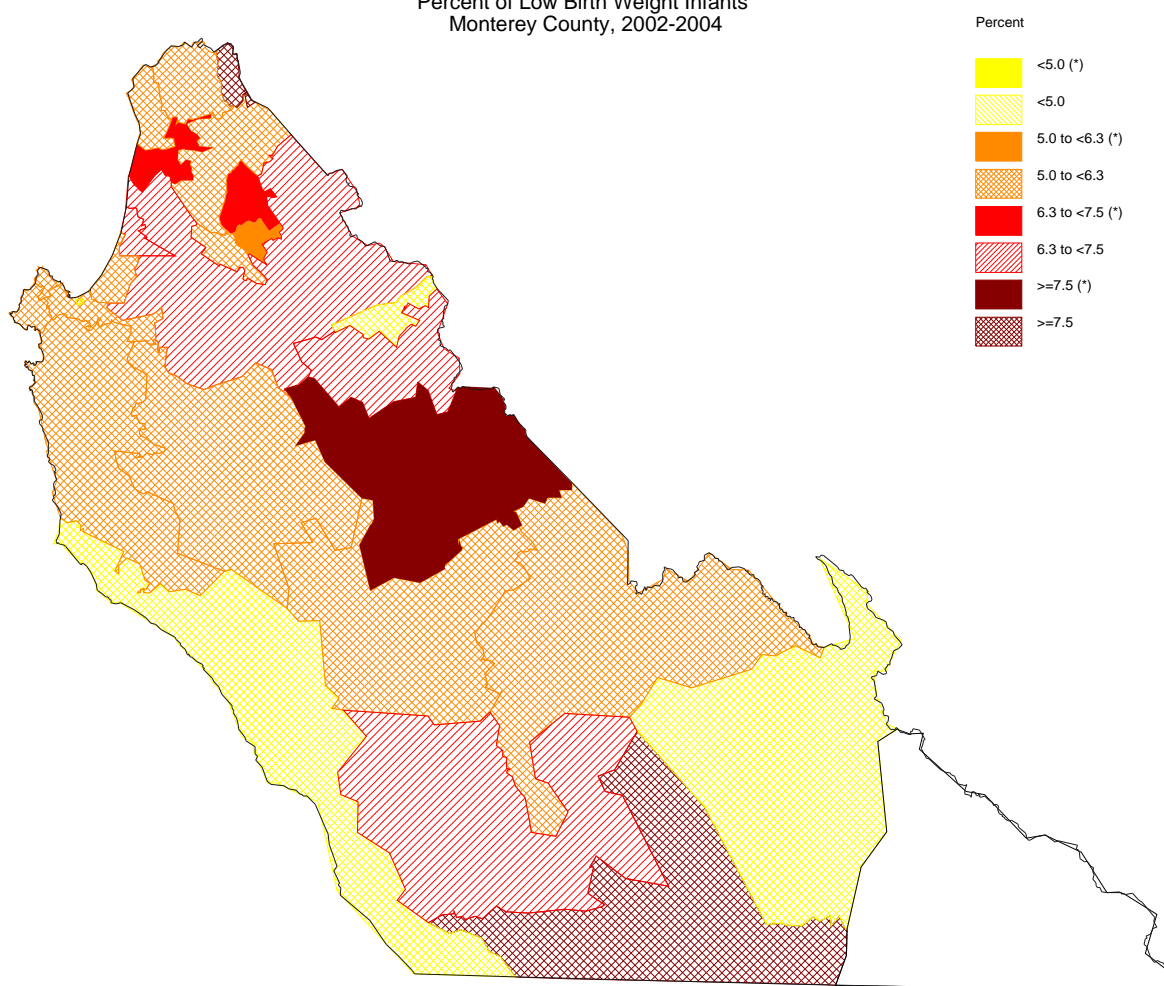 Percent of Low Birth Weight Infants
Monterey County, 2002-2004
Percent
<5.0 (*)
<5.0
5.0 to <6.3 (*)
5.0 to <6.3
6.3 to <7.5 (*)
6.3 to <7.5
>=7.5 (*)
>=7.5